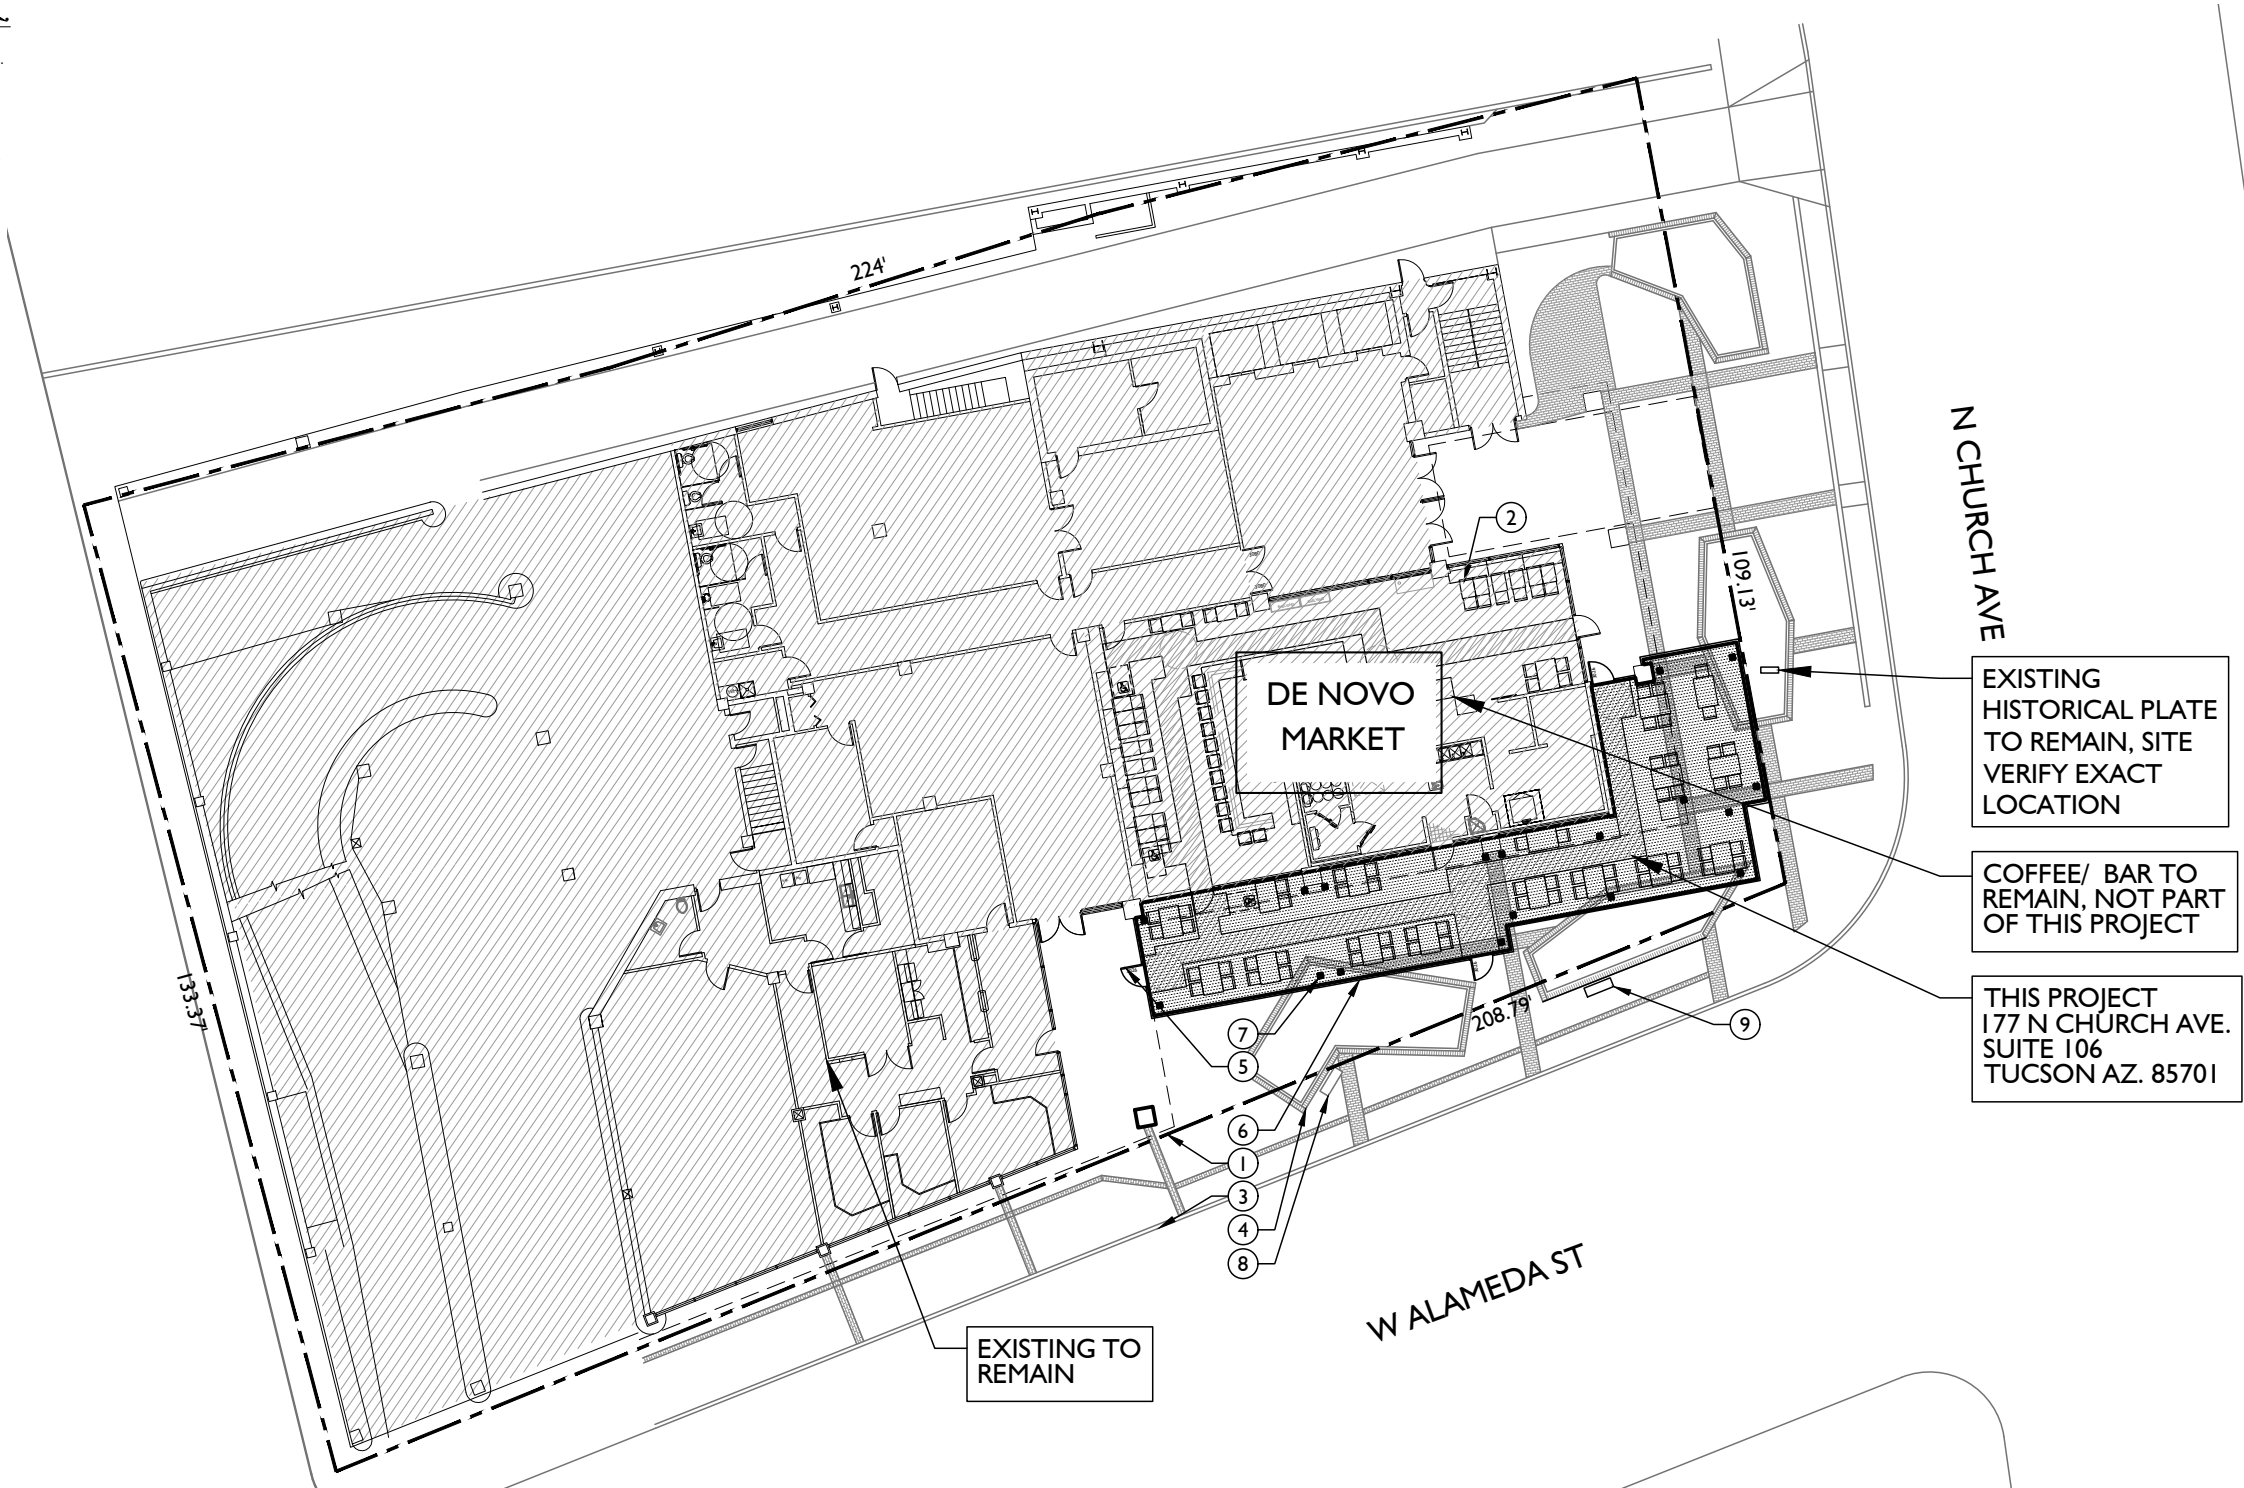 224'
N CHURCH AVE
2
109.13'
DE NOVO
MARKET
EXISTING
HISTORICAL PLATE
TO REMAIN, SITE
VERIFY EXACT
LOCATION
COFFEE/ BAR TO
REMAIN, NOT PART
OF THIS PROJECT
THIS PROJECT
177 N CHURCH AVE.
SUITE 106
TUCSON AZ. 85701
133.37'
208.79'
7
9
5
6
1
3
4
8
W ALAMEDA ST
EXISTING TO
REMAIN